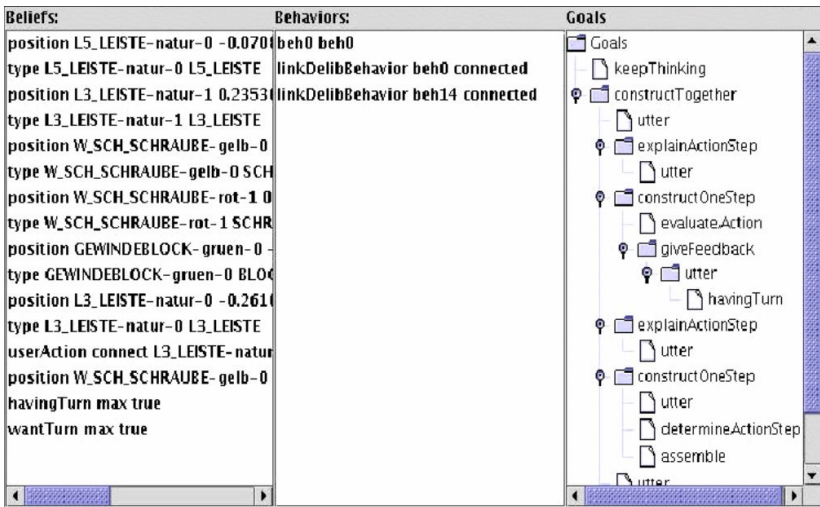 Beliefs:
position L5_LEISTE-natur-0 -0.070
type L5_LEISTE-natur-0 L5_LEISTE
position L3_LEISTE-natur-1 0.2353
type L3_LEISTE-natur-1 L3_LEISTE
position W_SCH_SCHRAUBE-gelb-0
type W_SCH_SCHRAUBE-gelb-0 SCH
position W_SCH_SCHRAUBE-rot-1 0
type W_SCH_SCHRAUBE-rot-1 SCHR
position GEWINDEBLOCK-gruen-0 -
type GEWINDEBLOCK-gruen-0 BLO
position L3_LEISTE-natur-0 -0.261
type L3_LEISTE-natur-0 L3_LEISTE
userAction connect L3_LEISTE-natur
position W_SCH_SCHRAUBE-gelb-0
havingTurn max true
wantTurn max true
Behaviors:
beh0 beh0
linkDelibBehavior beh0 connected
linkDelibBehavior beh14 connected
Goals
Goals
keepThinking
constructTogether
utter
explainActionStep
utter
constructOneStep
evaluateAction
giveFeedback
utter
havingTurn
explainActionStep
utter
constructOneStep
utter
determineActionStep
assemble
utter